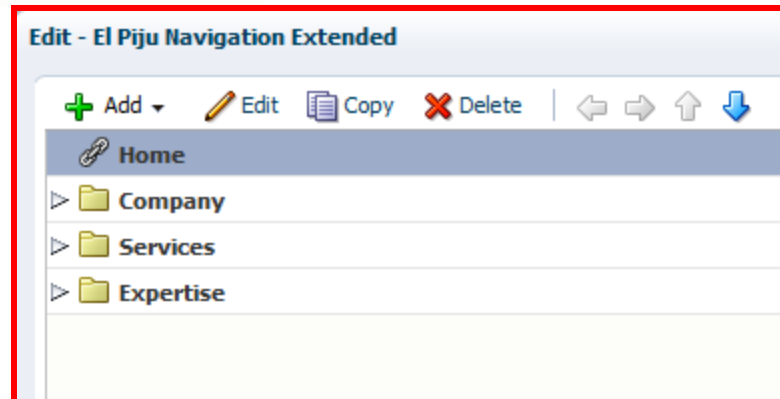 Edit - El Piju Navigation Extended
Add Edit Copy Delete
Home
Company
Services
Expertise